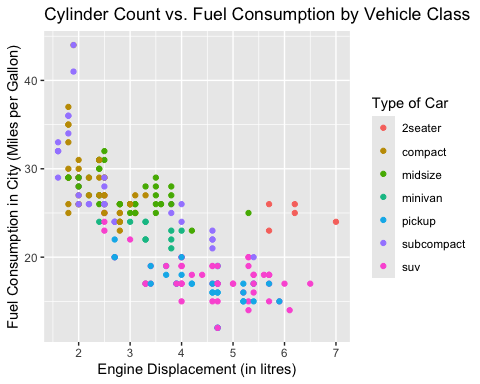 Cylinder Count vs. Fuel Consumption by Vehicle Class
Fuel Consumption in City (Miles per Gallon)
40
30
20
2
3
4
5
6
7
Engine Displacement (in litres)
Type of Car
2seater
compact
midsize
minivan
pickup
subcompact
suv